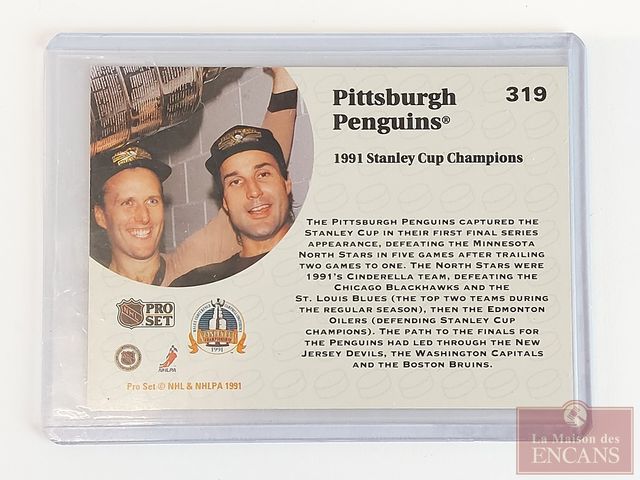 Pittsburgh 319
Penguins®
1991 Stanley Cup Champions
THE PITTSBURGH PENGUINS CAPTURED THE
STANLEY CUP IN THEIR FIRST FINAL SERIES
APPEARANCE, DEFEATING THE MINNESOTA
NORTH STARS IN FIVE GAMES AFTER TRAILING
TWO GAMES TO ONE. THE NORTH STARS WERE
1991'S CINDERELLA TEAM, DEFEATING THE
CHICAGO BLACKHAWKS AND THE
ST. LOUIS BLUES (THE TOP TWO TEAMS DURING
THE REGULAR SEASON), THEN THE EDMONTON
OILERS (DEFENDING STANLEY CUP
CHAMPIONS). THE PATH TO THE FINALS FOR
THE PENGUINS HAD LED THROUGH THE NEW
JERSEY DEVILS, THE WASHINGTON CAPITALS
AND THE BOSTON BRUINS.
NHL PRO
SET
1991
NHLPA
Pro Set © NHL & NHLPA 1991
La Maison des
ENCANS